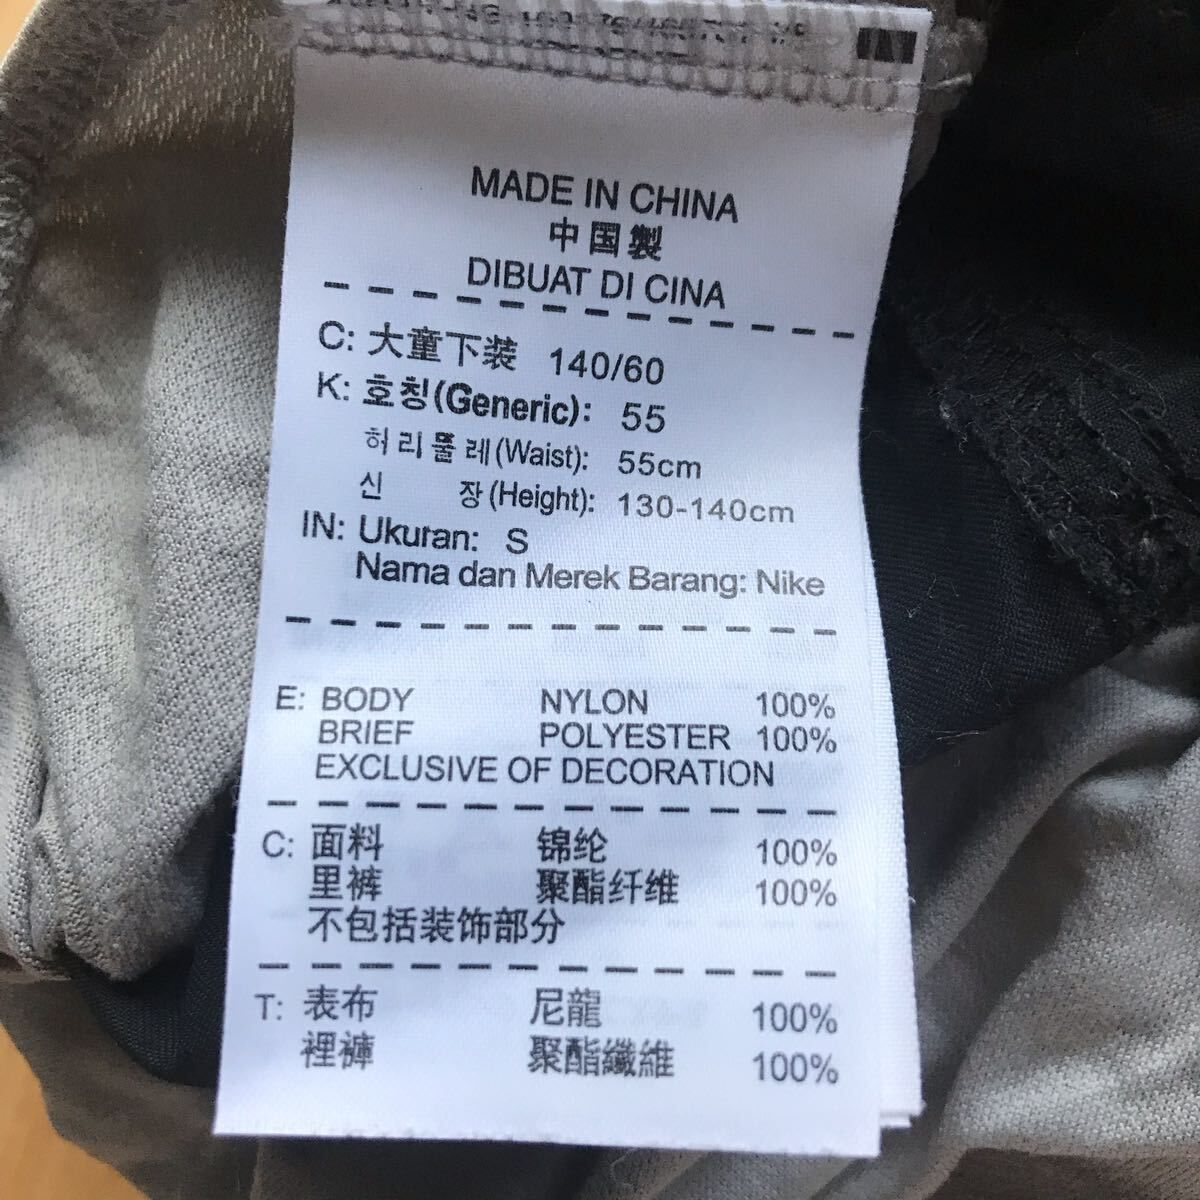 MADE IN CHINA
中国製
DIBUAT DI CINA
C: 大童下装 140/60
K: 호칭(Generic): 55
허리둘레(Waist): 55cm
신 장(Height): 130-140cm
IN: Ukuran: S
Nama dan Merek Barang: Nike
E: BODY NYLON 100%
BRIEF POLYESTER 100%
EXCLUSIVE OF DECORATION
C: 面料 锦纶 100%
里裤 聚酯纤维 100%
不包括装饰部分
T: 表布 尼龍 100%
裡褲 聚酯纖維 100%